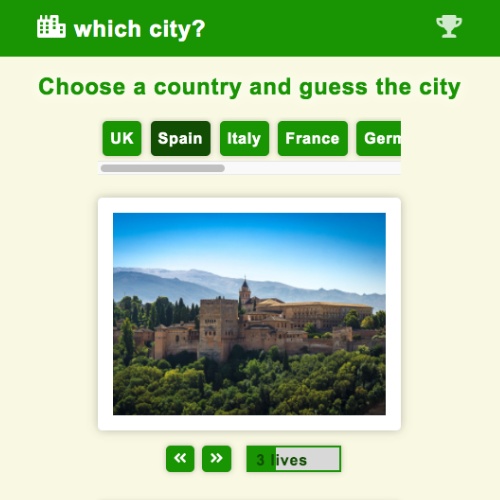 which city?
Choose a country and guess the city
UK Spain Italy France Germ
3 lives